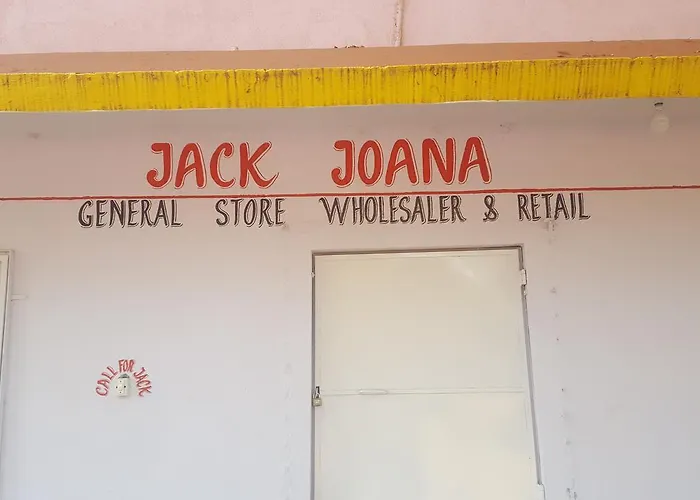 JACK JOANA
GENERAL STORE WHOLESALER & RETAIL
CALL FOR JACK